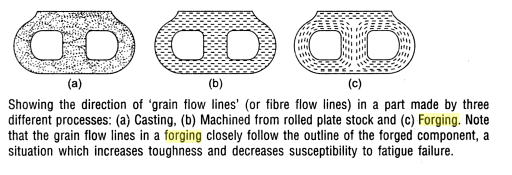 (a) (b) (c)
Showing the direction of 'grain flow lines' (or fibre flow lines) in a part made by three
different processes: (a) Casting, (b) Machined from rolled plate stock and (c) Forging. Note
that the grain flow lines in a forging closely follow the outline of the forged component, a
situation which increases toughness and decreases susceptibility to fatigue failure.